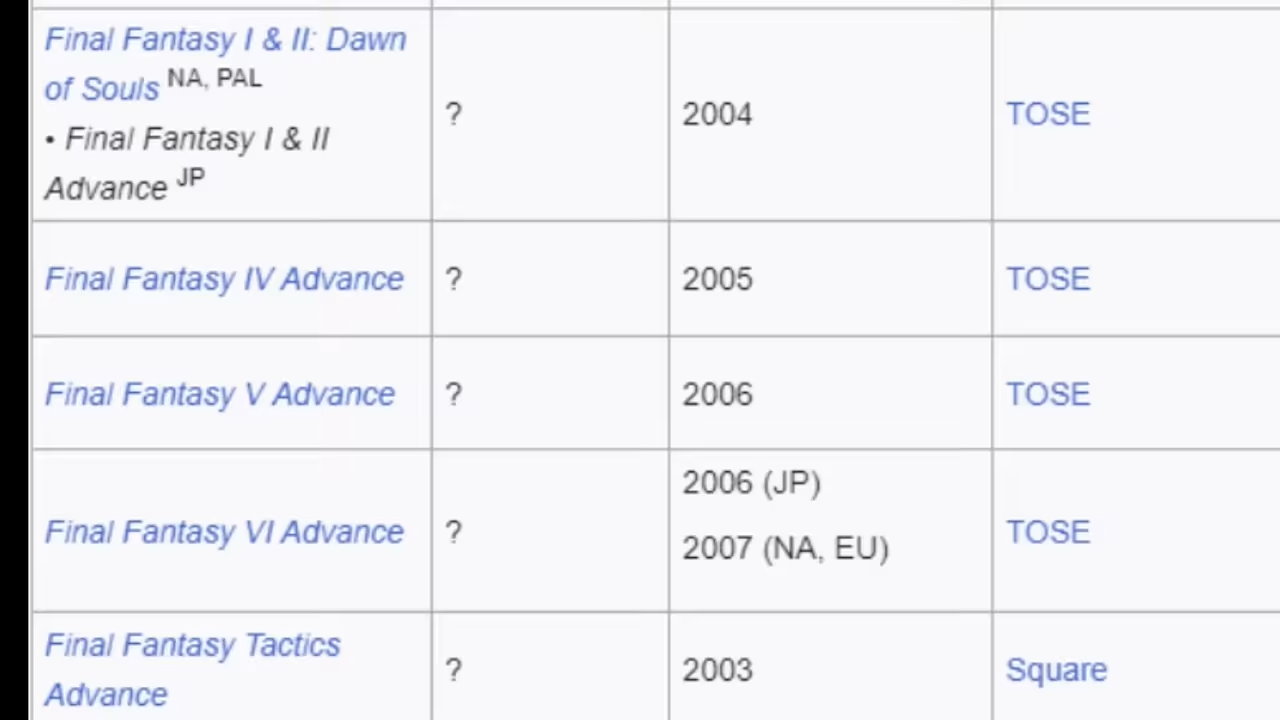 Final Fantasy I & II: Dawn
of Souls NA, PAL
• Final Fantasy I & II
Advance JP
?
2004
TOSE
Final Fantasy IV Advance
?
2005
TOSE
Final Fantasy V Advance
?
2006
TOSE
Final Fantasy VI Advance
?
2006 (JP)
2007 (NA, EU)
TOSE
Final Fantasy Tactics
Advance
?
2003
Square